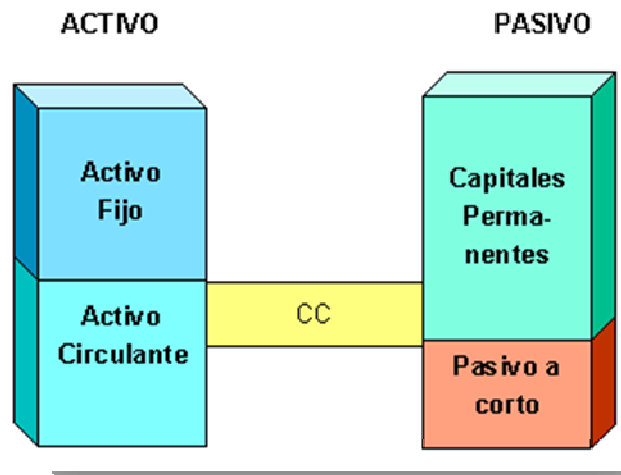 ACTIVO
PASIVO
Activo
Fijo
Capitales
Perma-
nentes
CC
Activo
Circulante
Pasivo a
corto